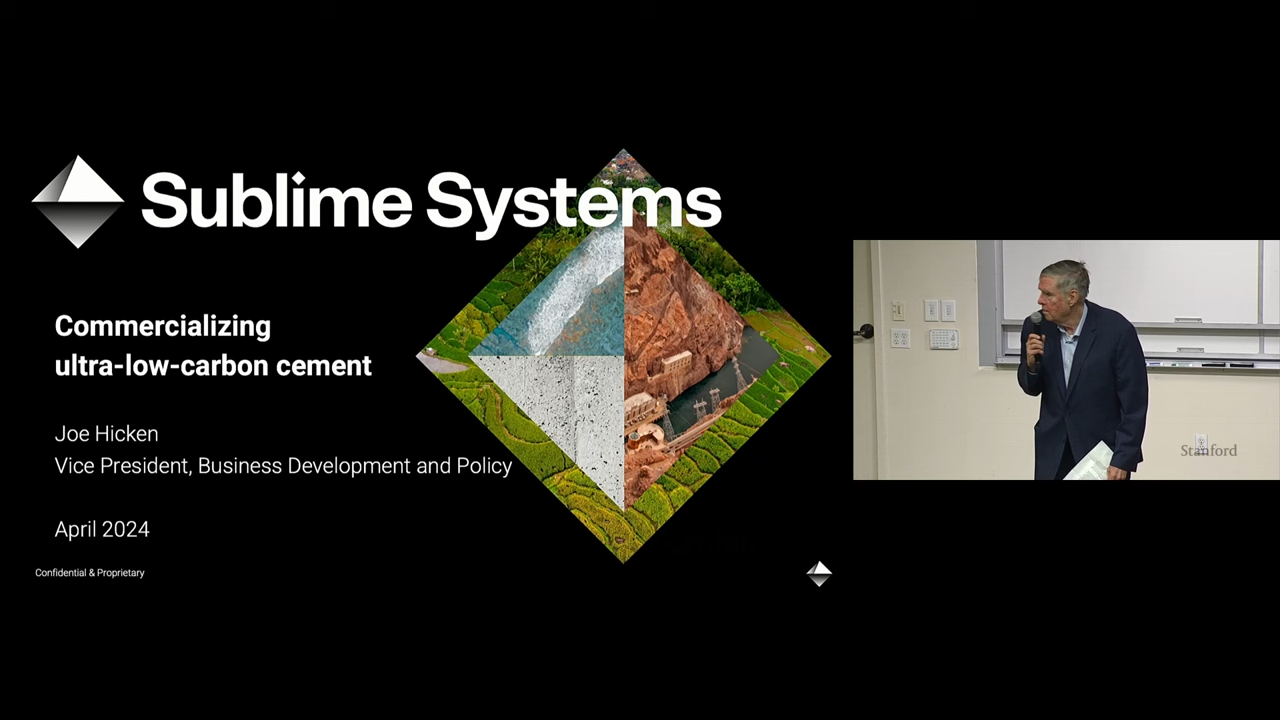 Sublime Systems
Commercializing
ultra-low-carbon cement
Joe Hicken
Vice President, Business Development and Policy
April 2024
Confidential & Proprietary
Stanford